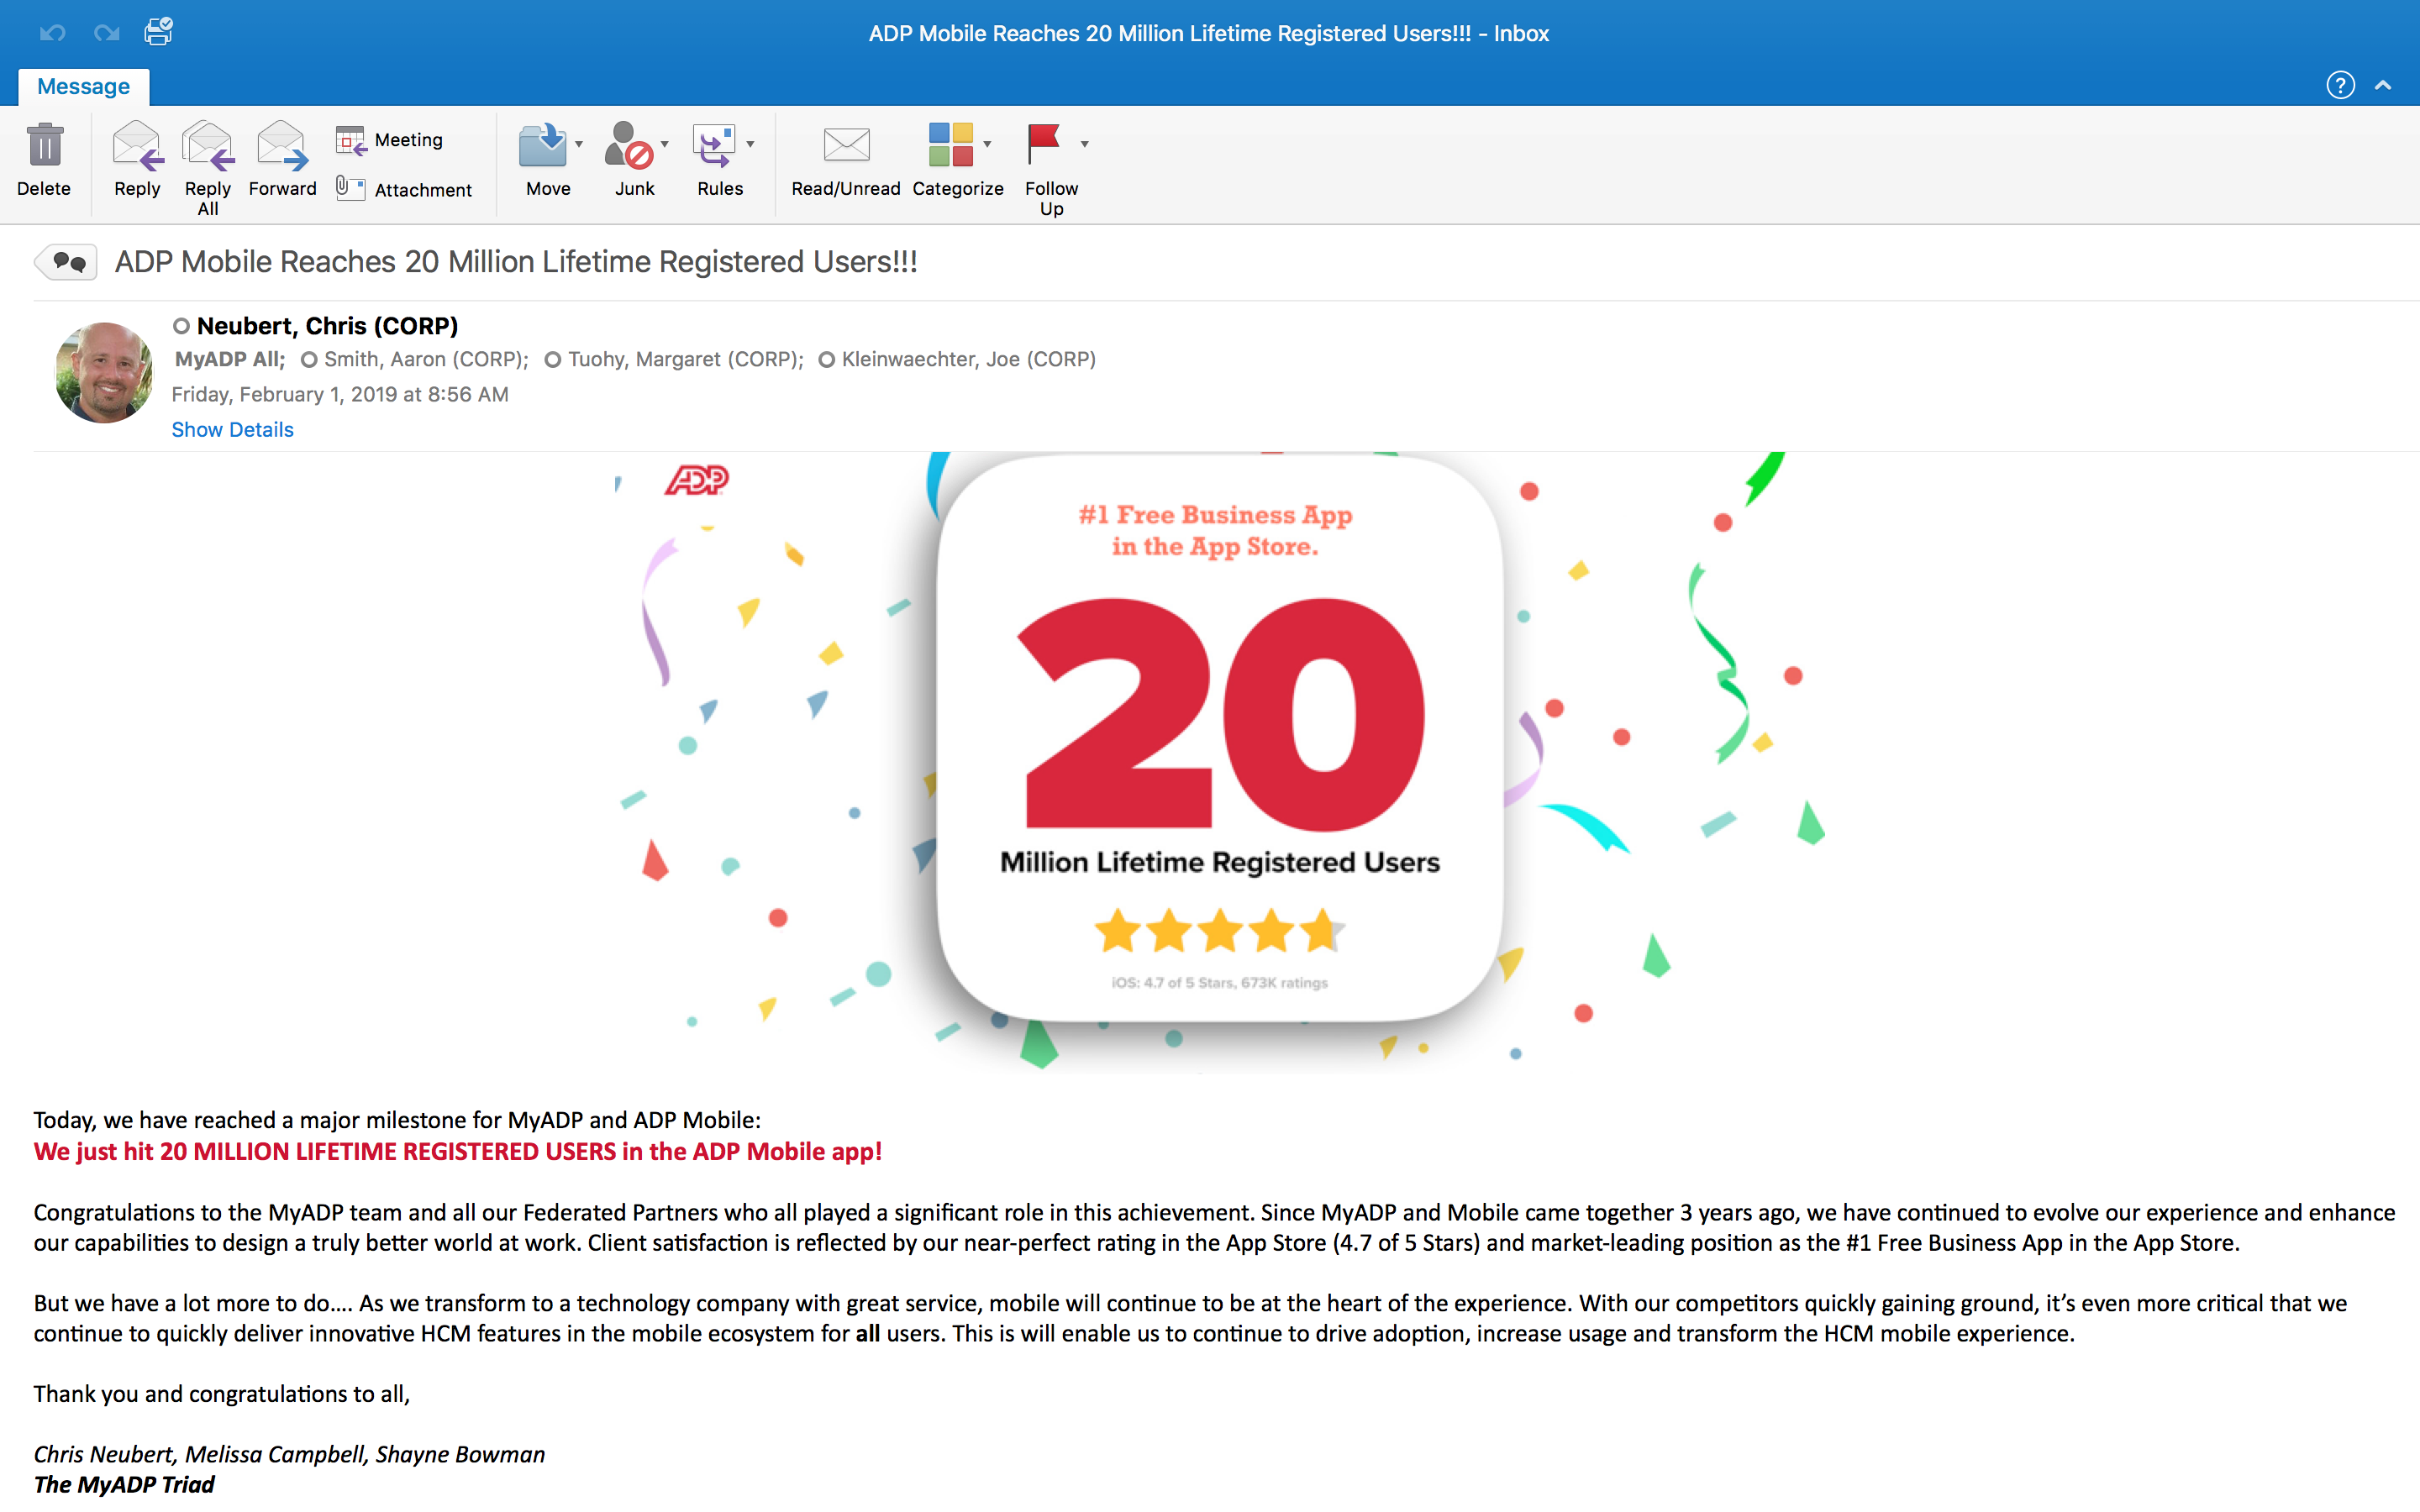 ADP Mobile Reaches 20 Million Lifetime Registered Users!!! - Inbox
Message
?
Delete
Reply
Reply All
Forward
Meeting
Attachment
Move
Junk
Rules
Read/Unread
Categorize
Follow Up
ADP Mobile Reaches 20 Million Lifetime Registered Users!!!
Neubert, Chris (CORP)
MyADP All; Smith, Aaron (CORP); Tuohy, Margaret (CORP); Kleinwaechter, Joe (CORP)
Friday, February 1, 2019 at 8:56 AM
Show Details
ADP
#1 Free Business App
in the App Store.
20
Million Lifetime Registered Users
iOS: 4.7 of 5 Stars, 673K ratings
Today, we have reached a major milestone for MyADP and ADP Mobile:
We just hit 20 MILLION LIFETIME REGISTERED USERS in the ADP Mobile app!
Congratulations to the MyADP team and all our Federated Partners who all played a significant role in this achievement. Since MyADP and Mobile came together 3 years ago, we have continued to evolve our experience and enhance
our capabilities to design a truly better world at work. Client satisfaction is reflected by our near-perfect rating in the App Store (4.7 of 5 Stars) and market-leading position as the #1 Free Business App in the App Store.
But we have a lot more to do.... As we transform to a technology company with great service, mobile will continue to be at the heart of the experience. With our competitors quickly gaining ground, it's even more critical that we
continue to quickly deliver innovative HCM features in the mobile ecosystem for all users. This is will enable us to continue to drive adoption, increase usage and transform the HCM mobile experience.
Thank you and congratulations to all,
Chris Neubert, Melissa Campbell, Shayne Bowman
The MyADP Triad